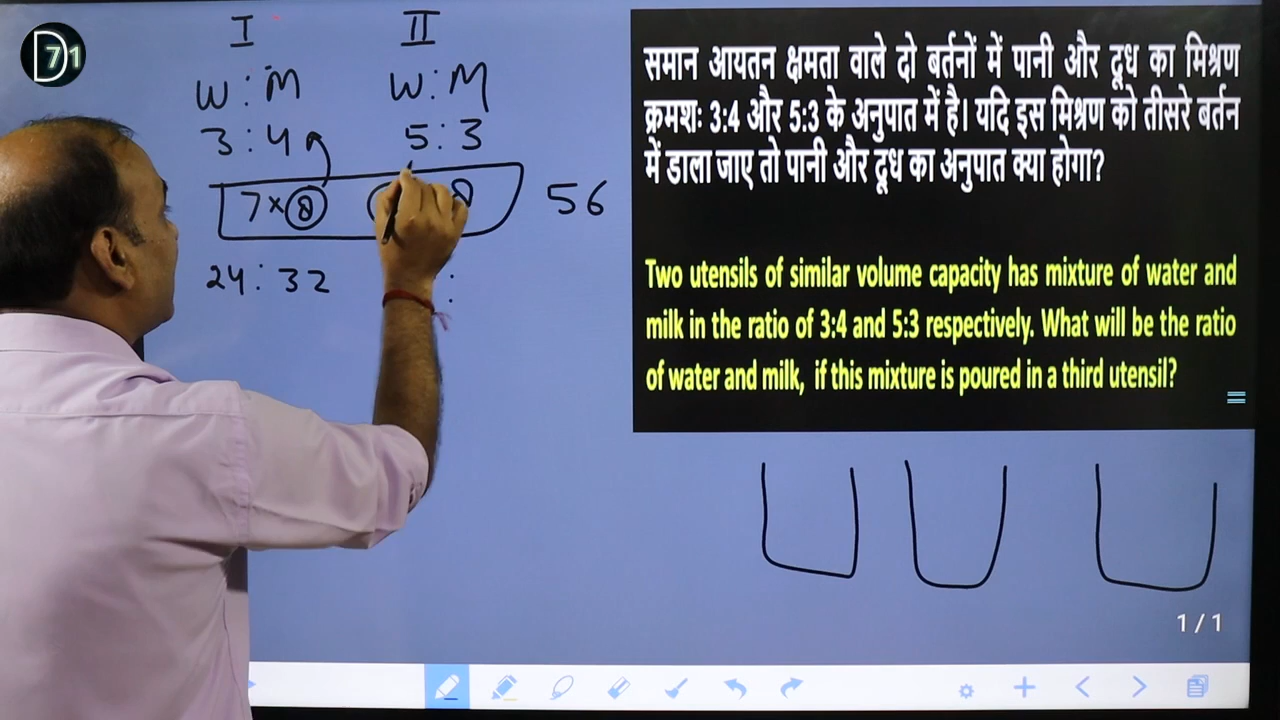 D71
I II
W:M W:M
3:4 5:3
7×8 8 56
24:32 :
समान आयतन क्षमता वाले दो बर्तनों में पानी और दूध का मिश्रण
क्रमशः 3:4 और 5:3 के अनुपात में है। यदि इस मिश्रण को तीसरे बर्तन
में डाला जाए तो पानी और दूध का अनुपात क्या होगा?
Two utensils of similar volume capacity has mixture of water and
milk in the ratio of 3:4 and 5:3 respectively. What will be the ratio
of water and milk, if this mixture is poured in a third utensil?
1/1